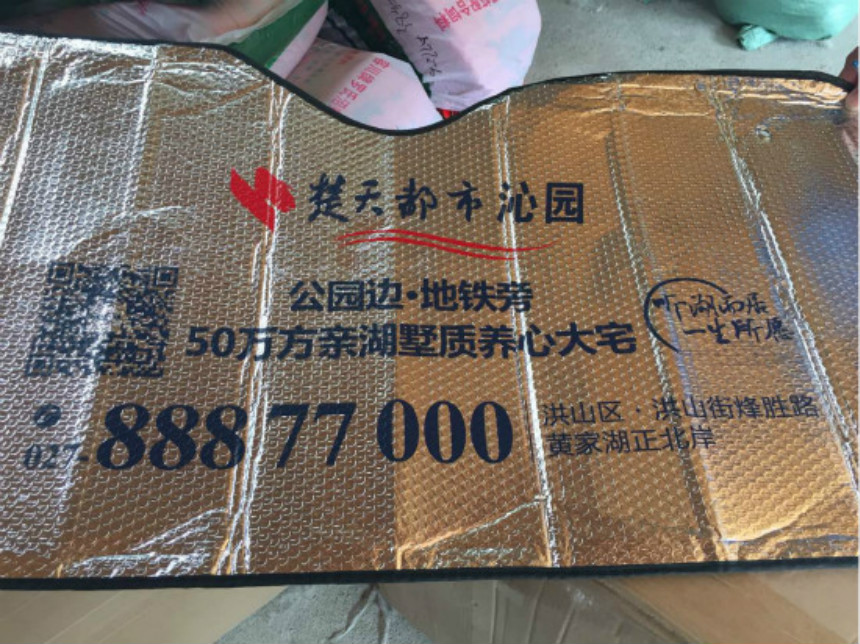 楚天都市沁园
公园边·地铁旁
50万方亲湖墅质养心大宅
湖而居
一生所愿
027-888 77 000
洪山区·洪山街烽胜路
黄家湖正北岸